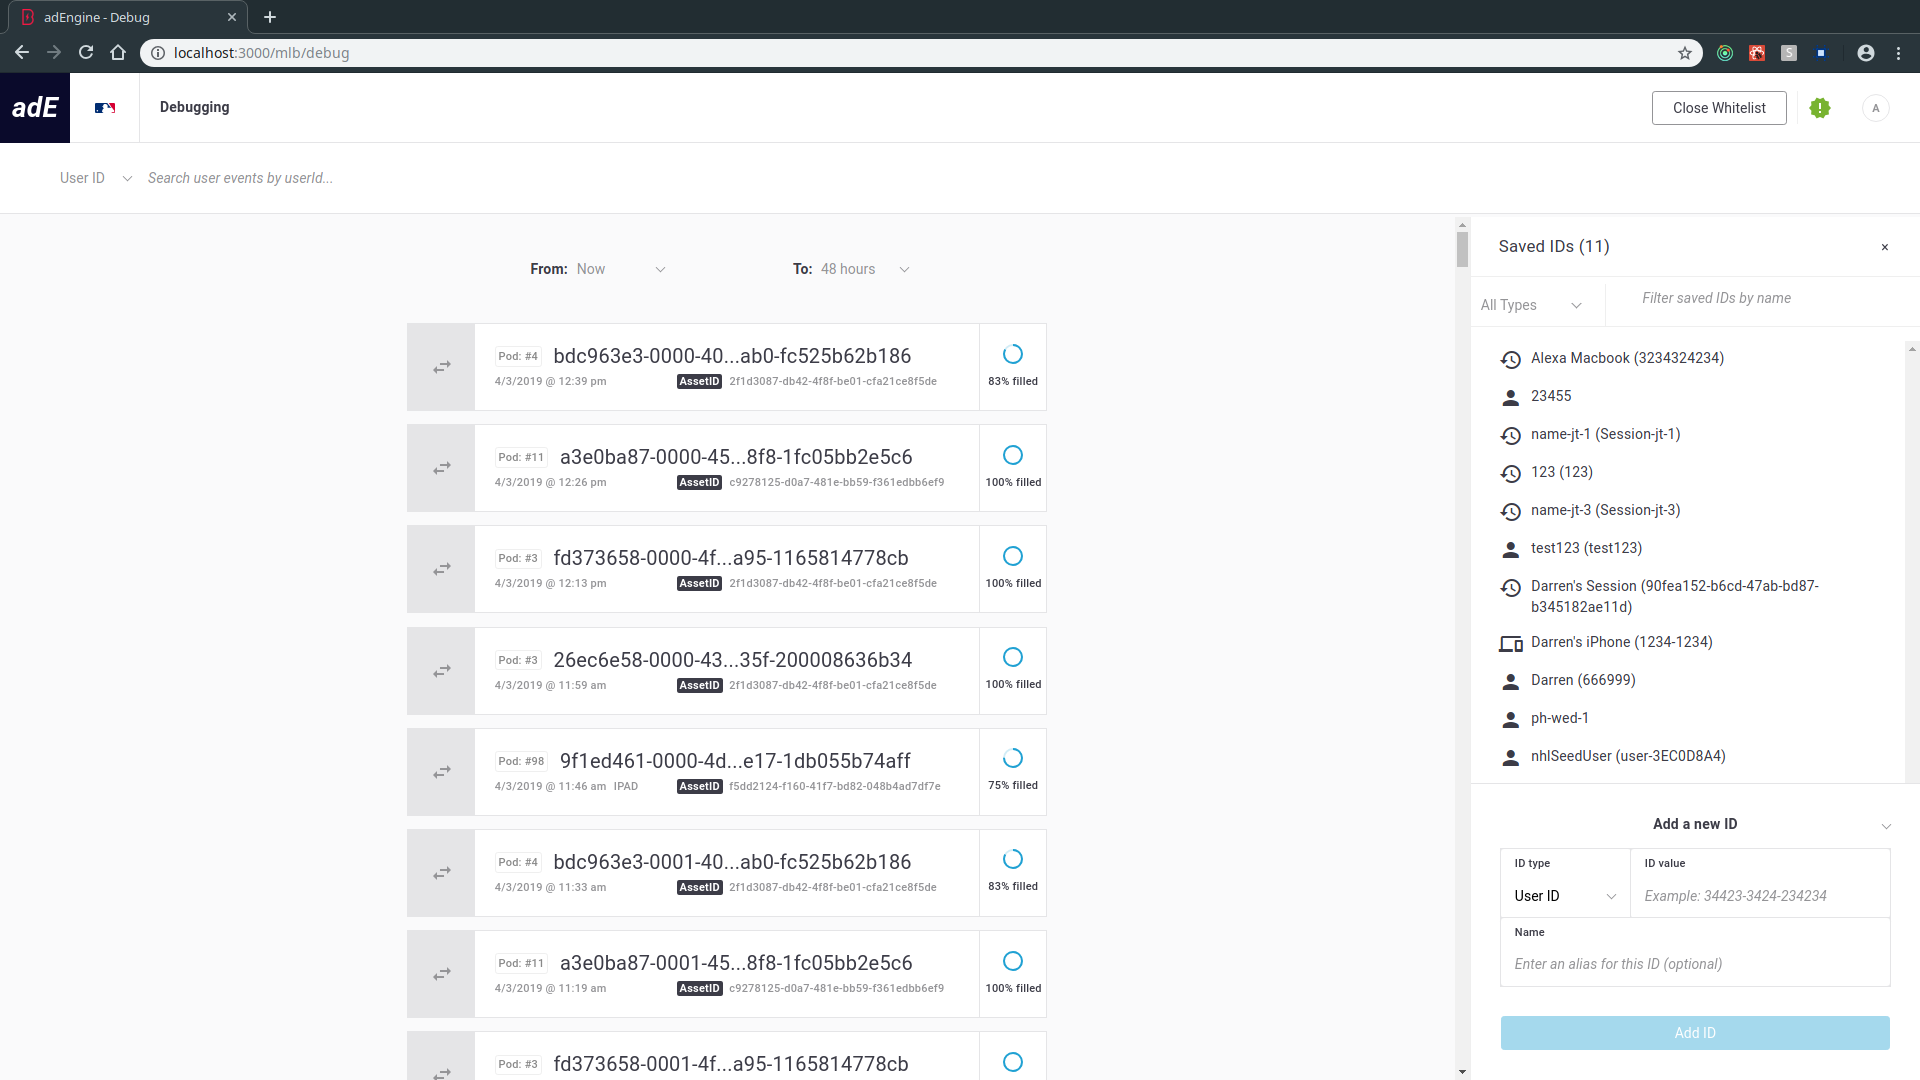 adEngine - Debug
localhost:3000/mlb/debug
adE
Debugging
Close Whitelist
A
User ID
Search user events by userId...
From: Now
To: 48 hours
Pod: #4 bdc963e3-0000-40...ab0-fc525b62b186
4/3/2019 @ 12:39 pm AssetID 2f1d3087-db42-4f8f-be01-cfa21ce8f5de
83% filled
Pod: #11 a3e0ba87-0000-45...8f8-1fc05bb2e5c6
4/3/2019 @ 12:26 pm AssetID c9278125-d0a7-481e-bb59-f361edbb6ef9
100% filled
Pod: #3 fd373658-0000-4f...a95-1165814778cb
4/3/2019 @ 12:13 pm AssetID 2f1d3087-db42-4f8f-be01-cfa21ce8f5de
100% filled
Pod: #3 26ec6e58-0000-43...35f-200008636b34
4/3/2019 @ 11:59 am AssetID 2f1d3087-db42-4f8f-be01-cfa21ce8f5de
100% filled
Pod: #98 9f1ed461-0000-4d...e17-1db055b74aff
4/3/2019 @ 11:46 am IPAD AssetID f5dd2124-f160-41f7-bd82-048b4ad7df7e
75% filled
Pod: #4 bdc963e3-0001-40...ab0-fc525b62b186
4/3/2019 @ 11:33 am AssetID 2f1d3087-db42-4f8f-be01-cfa21ce8f5de
83% filled
Pod: #11 a3e0ba87-0001-45...8f8-1fc05bb2e5c6
4/3/2019 @ 11:19 am AssetID c9278125-d0a7-481e-bb59-f361edbb6ef9
100% filled
Pod: #3 fd373658-0001-4f...a95-1165814778cb
Saved IDs (11)
×
All Types
Filter saved IDs by name
Alexa Macbook (3234324234)
23455
name-jt-1 (Session-jt-1)
123 (123)
name-jt-3 (Session-jt-3)
test123 (test123)
Darren's Session (90fea152-b6cd-47ab-bd87-
b345182ae11d)
Darren's iPhone (1234-1234)
Darren (666999)
ph-wed-1
nhlSeedUser (user-3EC0D8A4)
Add a new ID
ID type
ID value
User ID
Example: 34423-3424-234234
Name
Enter an alias for this ID (optional)
Add ID